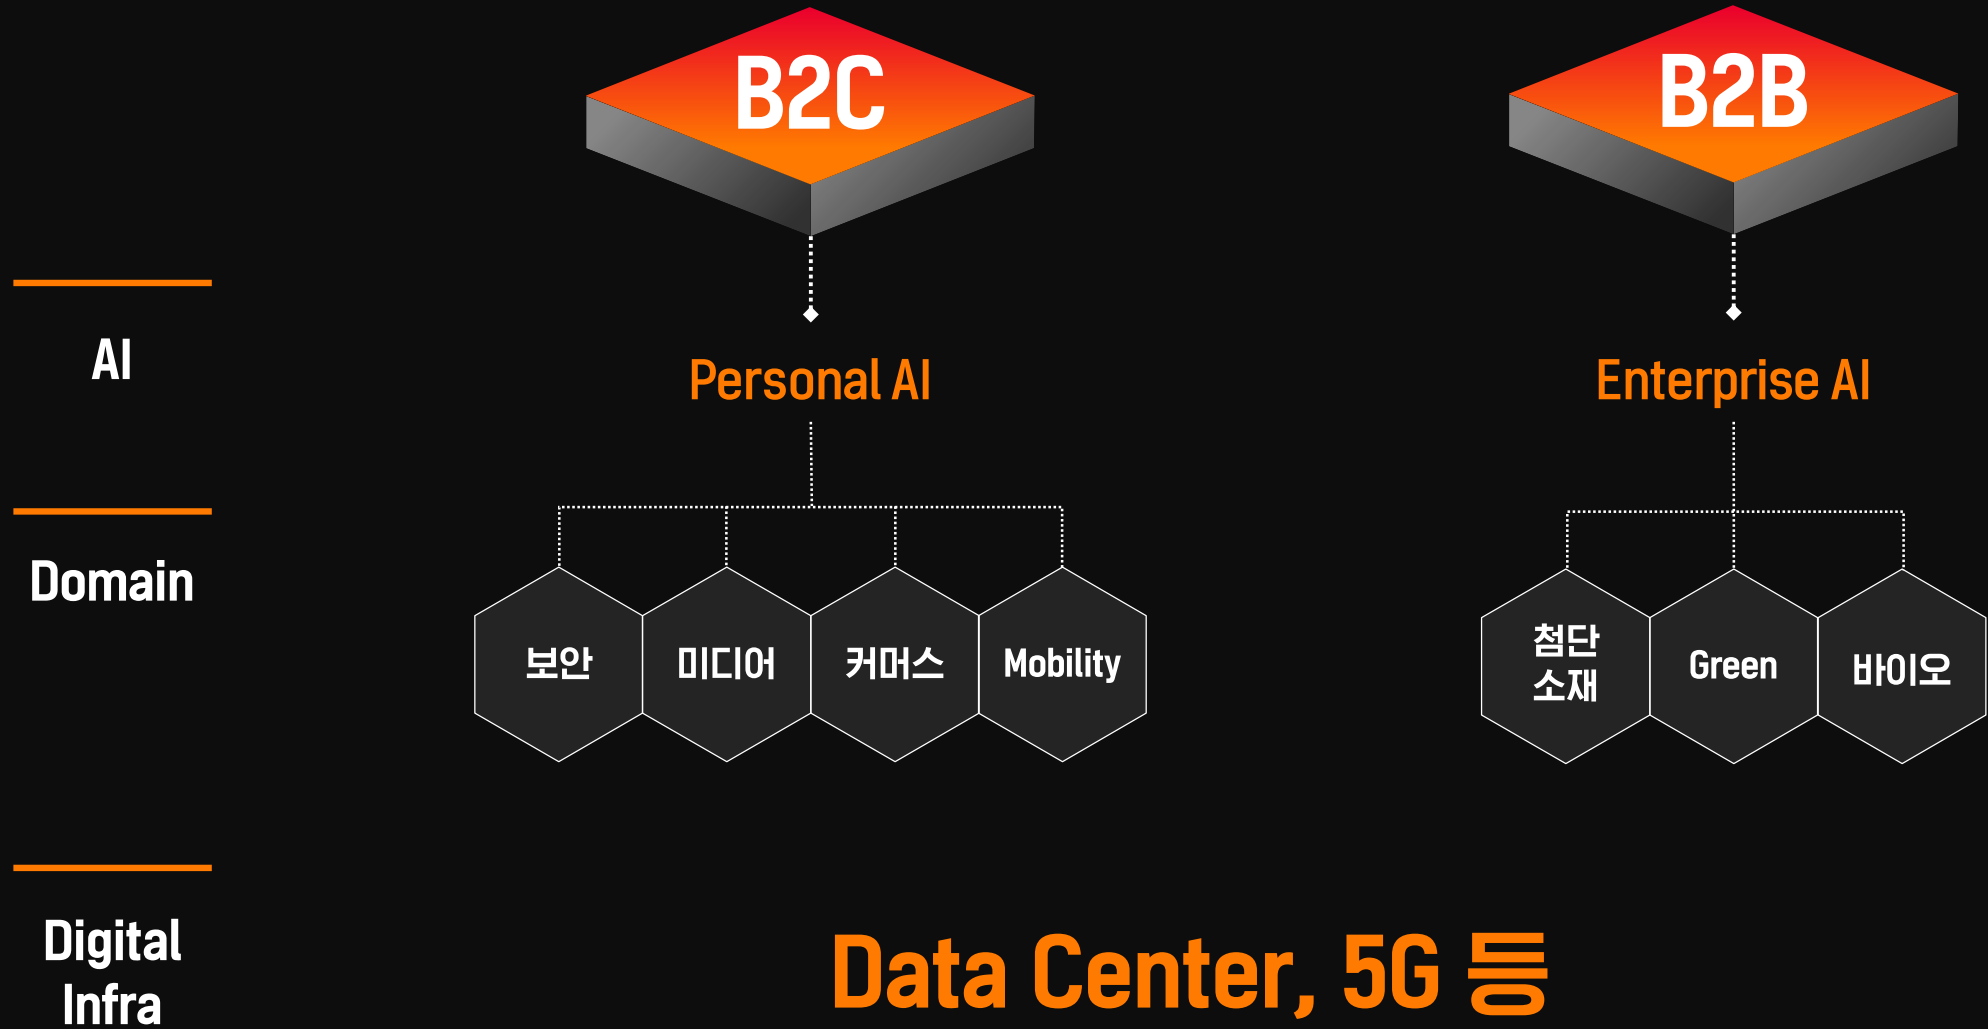 B2C
B2B
AI
Personal AI
Enterprise AI
Domain
보안
미디어
커머스
Mobility
첨단
소재
Green
바이오
Digital
Infra
Data Center, 5G 등